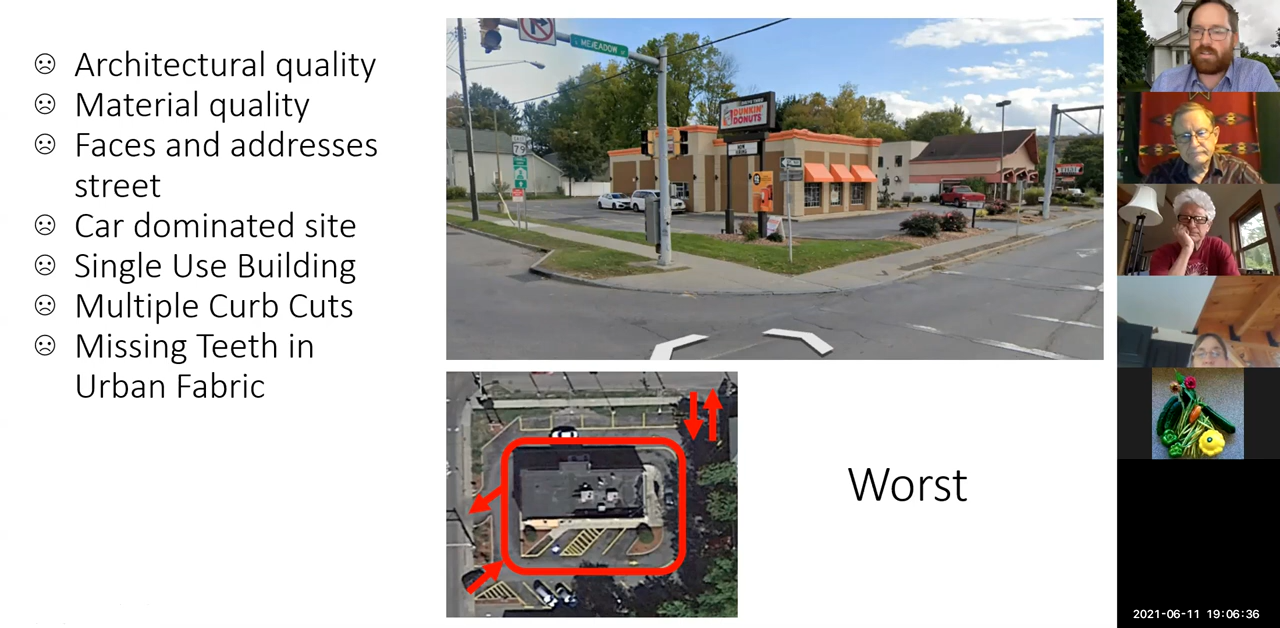 Architectural quality
Material quality
Faces and addresses
street
Car dominated site
Single Use Building
Multiple Curb Cuts
Missing Teeth in
Urban Fabric
DUNKIN'
DONUTS
79
Worst
2021-06-11 19:06:36